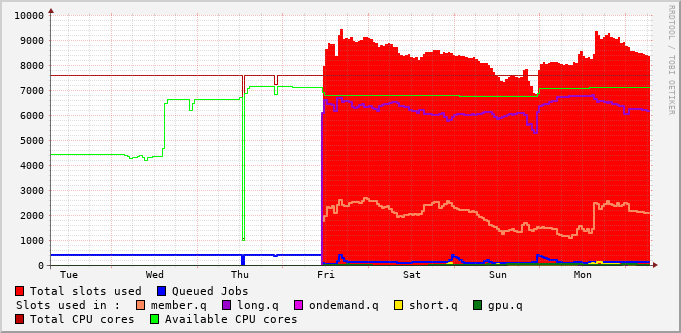 10000
9000
8000
7000
6000
5000
4000
3000
2000
1000
0
Tue Wed Thu Fri Sat Sun Mon
RRDTOOL / TOBI OETIKER
Total slots used Queued Jobs
Slots used in : member.q long.q ondemand.q short.q gpu.q
Total CPU cores Available CPU cores